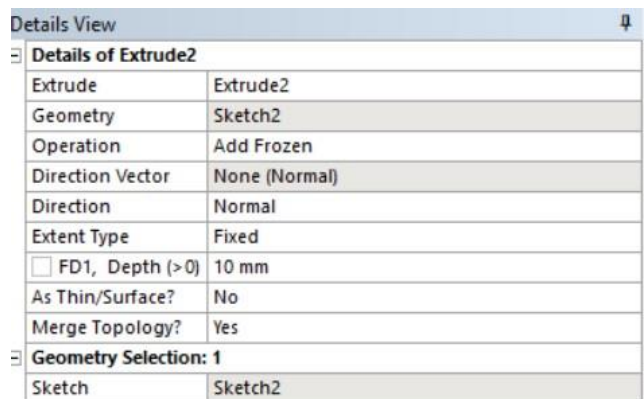 Details View
Details of Extrude2
Extrude Extrude2
Geometry Sketch2
Operation Add Frozen
Direction Vector None (Normal)
Direction Normal
Extent Type Fixed
FD1, Depth (>0) 10 mm
As Thin/Surface? No
Merge Topology? Yes
Geometry Selection: 1
Sketch Sketch2